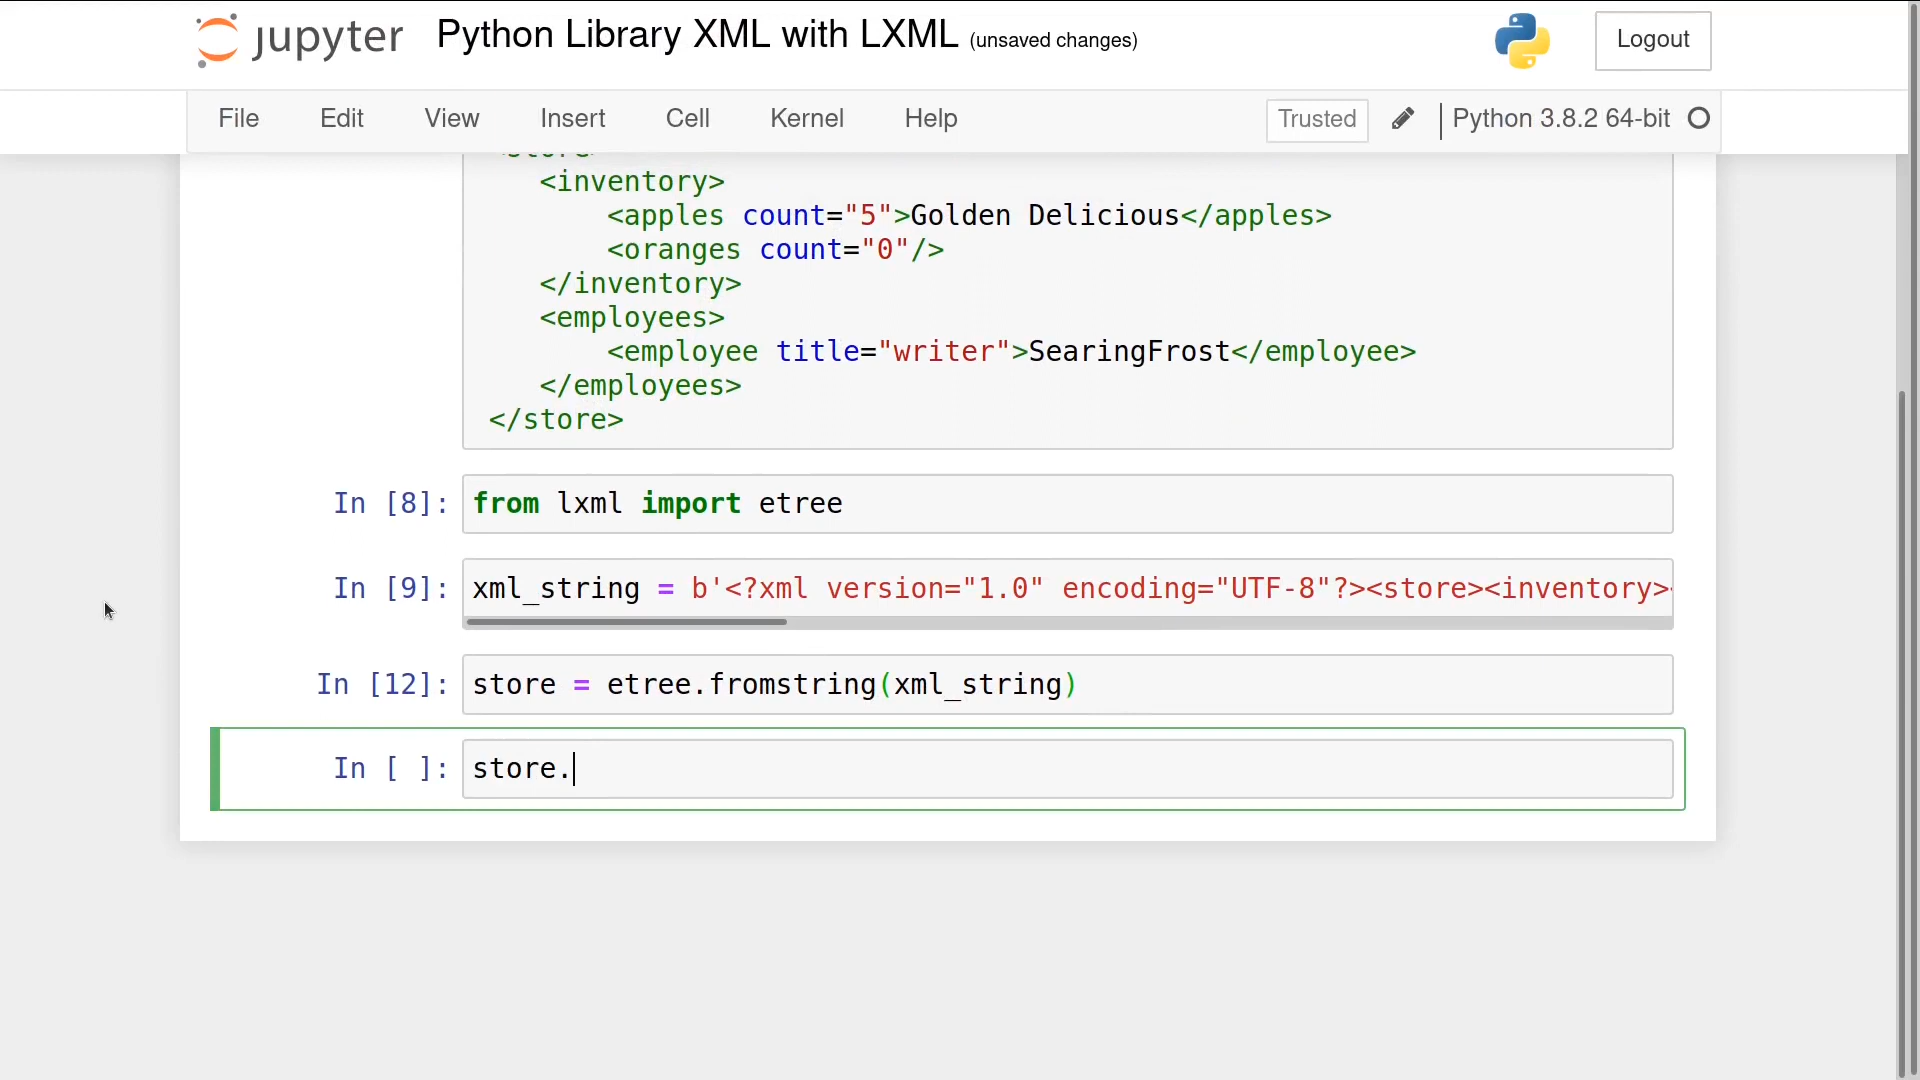 jupyter Python Library XML with LXML (unsaved changes) Logout
File Edit View Insert Cell Kernel Help Trusted Python 3.8.2 64-bit
<store>
<inventory>
<apples count="5">Golden Delicious</apples>
<oranges count="0"/>
</inventory>
<employees>
<employee title="writer">SearingFrost</employee>
</employees>
</store>
In [8]: from lxml import etree
In [9]: xml_string = b'<?xml version="1.0" encoding="UTF-8"?><store><inventory>
In [12]: store = etree.fromstring(xml_string)
In [ ]: store.